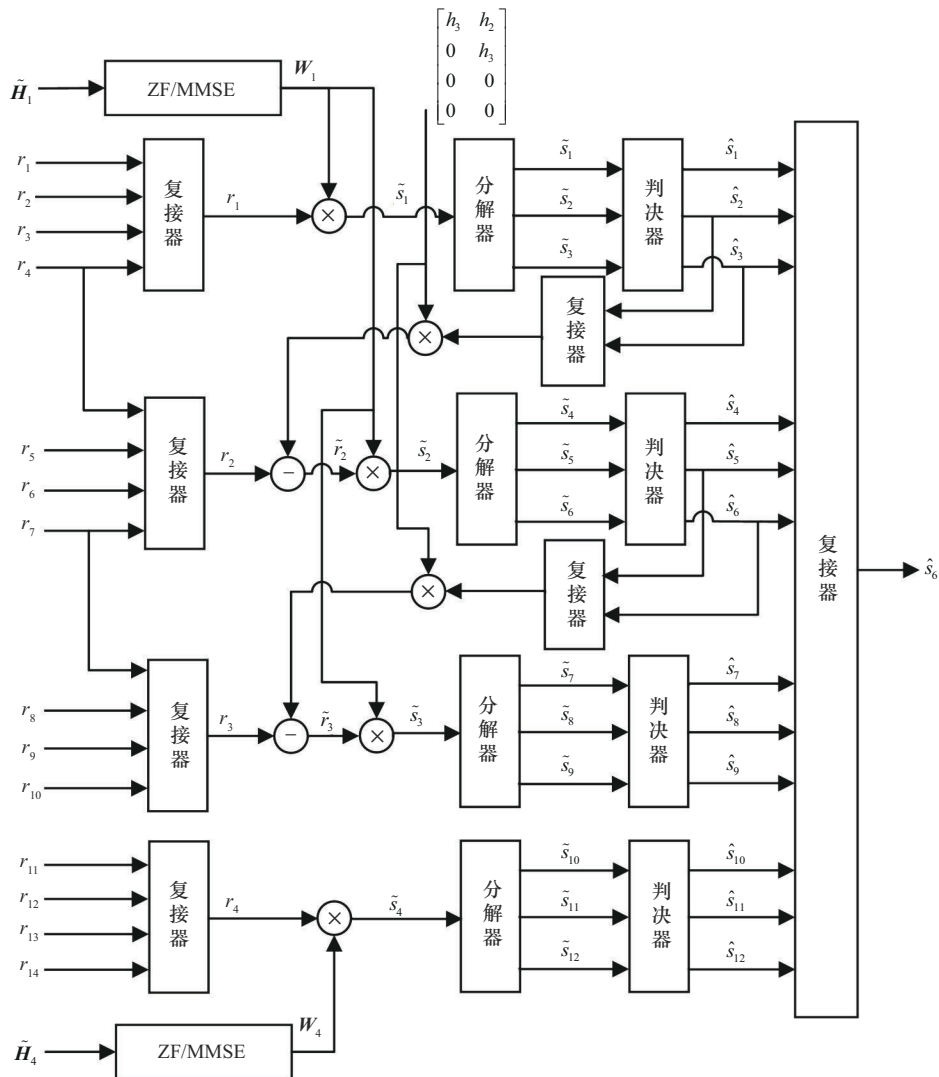 [h₃ h₂
0 h₃
0 0
0 0]
H̃₁
ZF/MMSE
W₁
r₁
r₂
r₃
r₄
复接器
r₁
×
s̃₁
分解器
s̃₁
s̃₂
s̃₃
判决器
ŝ₁
ŝ₂
ŝ₃
×
复接器
r₅
r₆
r₇
复接器
r₂
−
r̃₂
×
s̃₂
分解器
s̃₄
s̃₅
s̃₆
判决器
ŝ₄
ŝ₅
ŝ₆
×
复接器
复接器
ŝ₆
r₈
r₉
r₁₀
复接器
r₃
−
r̃₃
×
s̃₃
分解器
s̃₇
s̃₈
s̃₉
判决器
ŝ₇
ŝ₈
ŝ₉
r₁₁
r₁₂
r₁₃
r₁₄
复接器
r₄
×
s̃₄
分解器
s̃₁₀
s̃₁₁
s̃₁₂
判决器
ŝ₁₀
ŝ₁₁
ŝ₁₂
H̃₄
ZF/MMSE
W₄